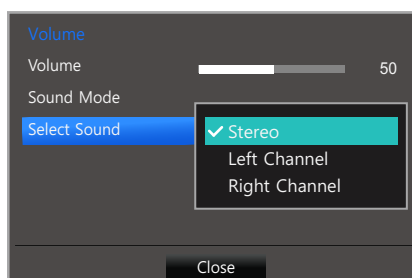 Volume
Volume 50
Sound Mode
Select Sound
Stereo
Left Channel
Right Channel
Close